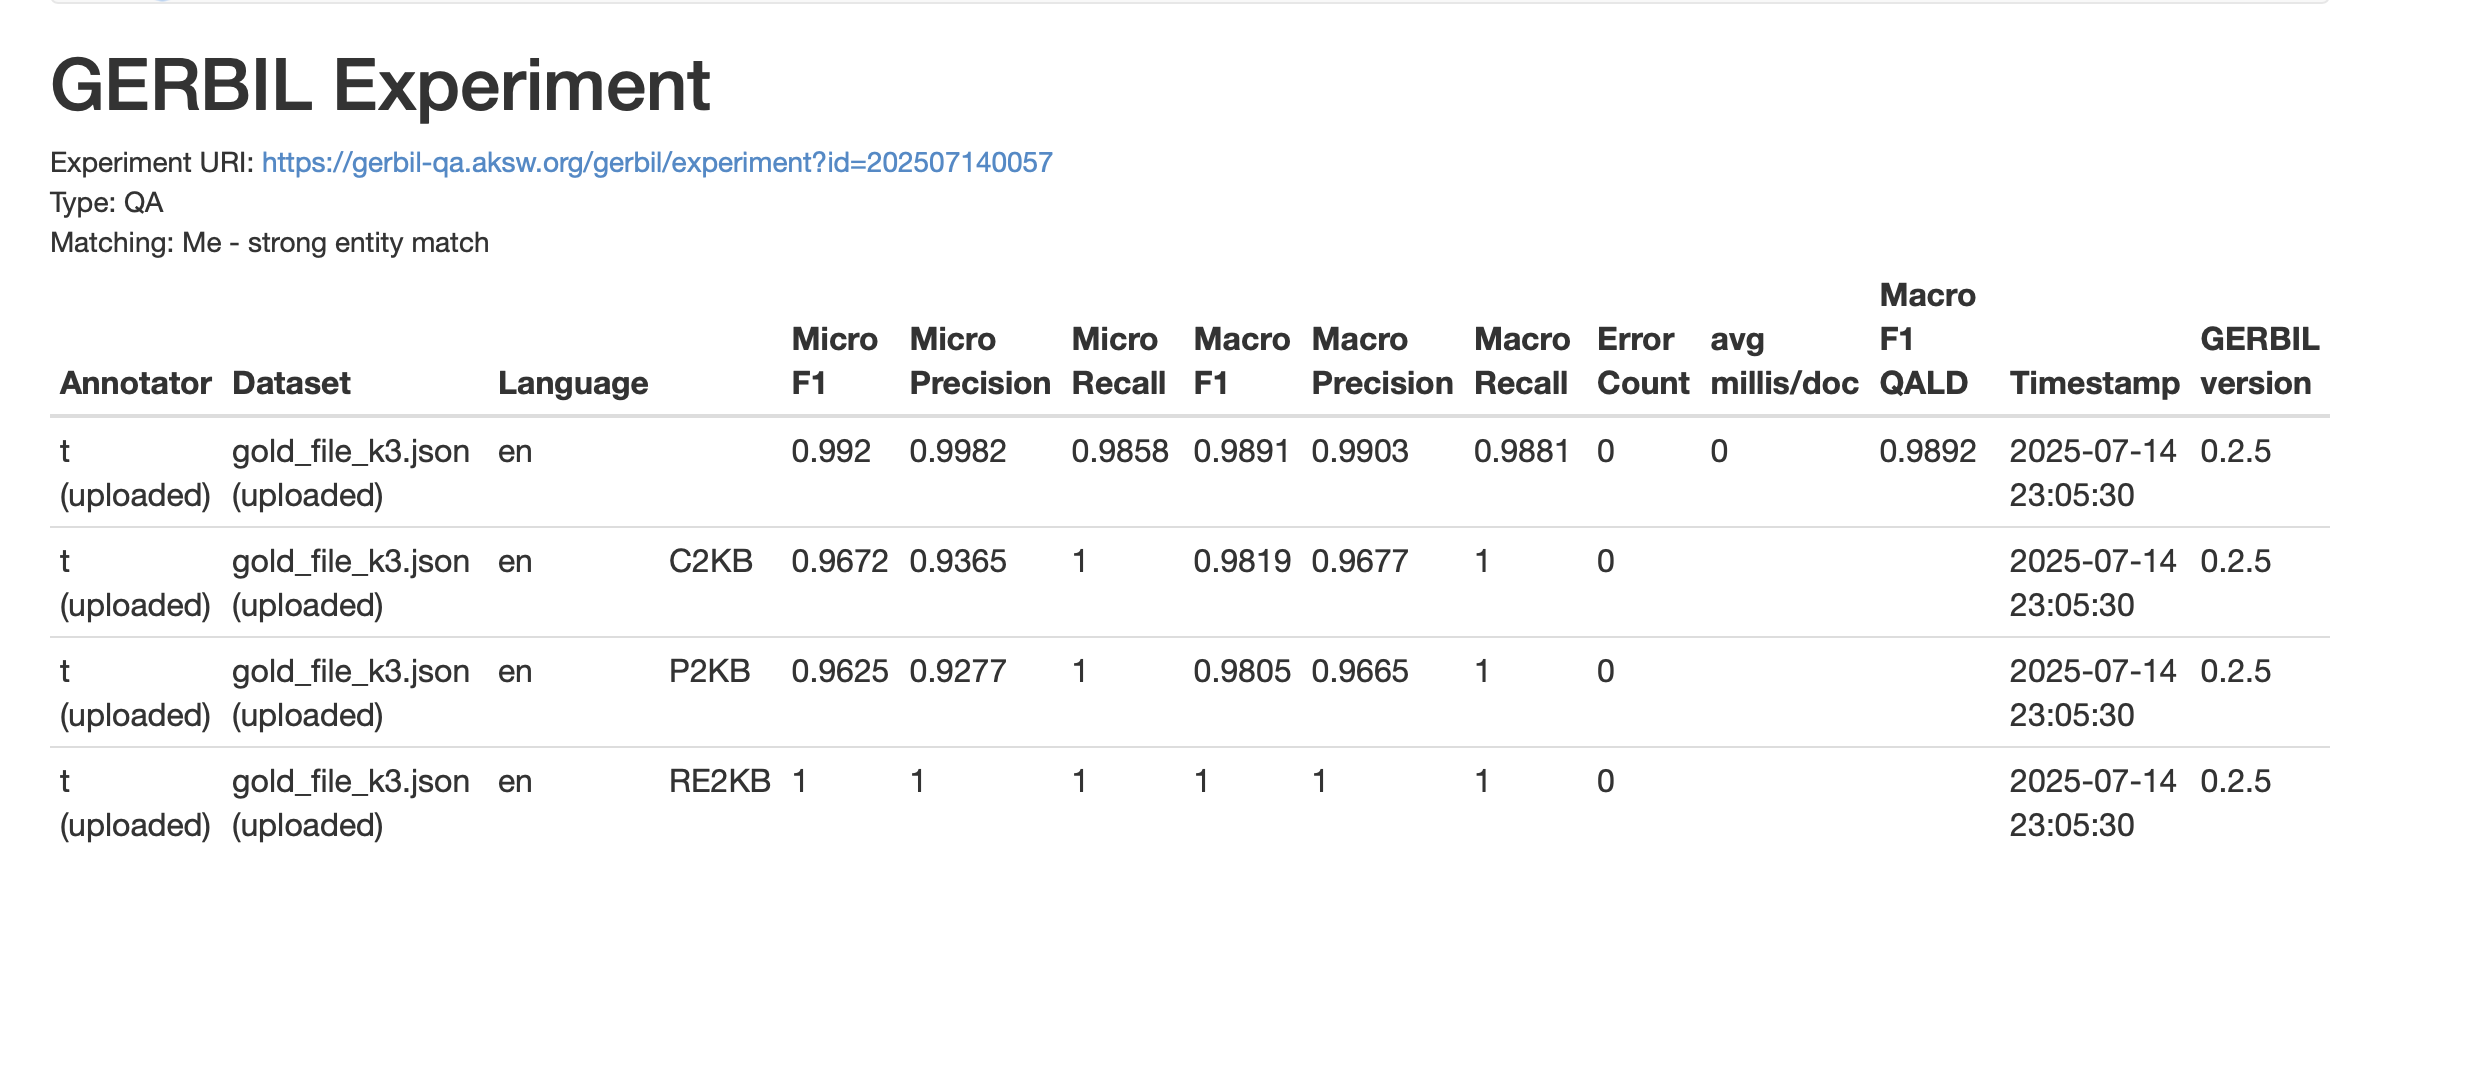 GERBIL Experiment
Experiment URI: https://gerbil-qa.aksw.org/gerbil/experiment?id=202507140057
Type: QA
Matching: Me - strong entity match
Annotator Dataset Language Micro F1 Micro Precision Micro Recall Macro F1 Macro Precision Macro Recall Error Count avg millis/doc Macro F1 QALD Timestamp GERBIL version
t (uploaded) gold_file_k3.json (uploaded) en 0.992 0.9982 0.9858 0.9891 0.9903 0.9881 0 0 0.9892 2025-07-14 23:05:30 0.2.5
t (uploaded) gold_file_k3.json (uploaded) en C2KB 0.9672 0.9365 1 0.9819 0.9677 1 0 2025-07-14 23:05:30 0.2.5
t (uploaded) gold_file_k3.json (uploaded) en P2KB 0.9625 0.9277 1 0.9805 0.9665 1 0 2025-07-14 23:05:30 0.2.5
t (uploaded) gold_file_k3.json (uploaded) en RE2KB 1 1 1 1 1 1 0 2025-07-14 23:05:30 0.2.5